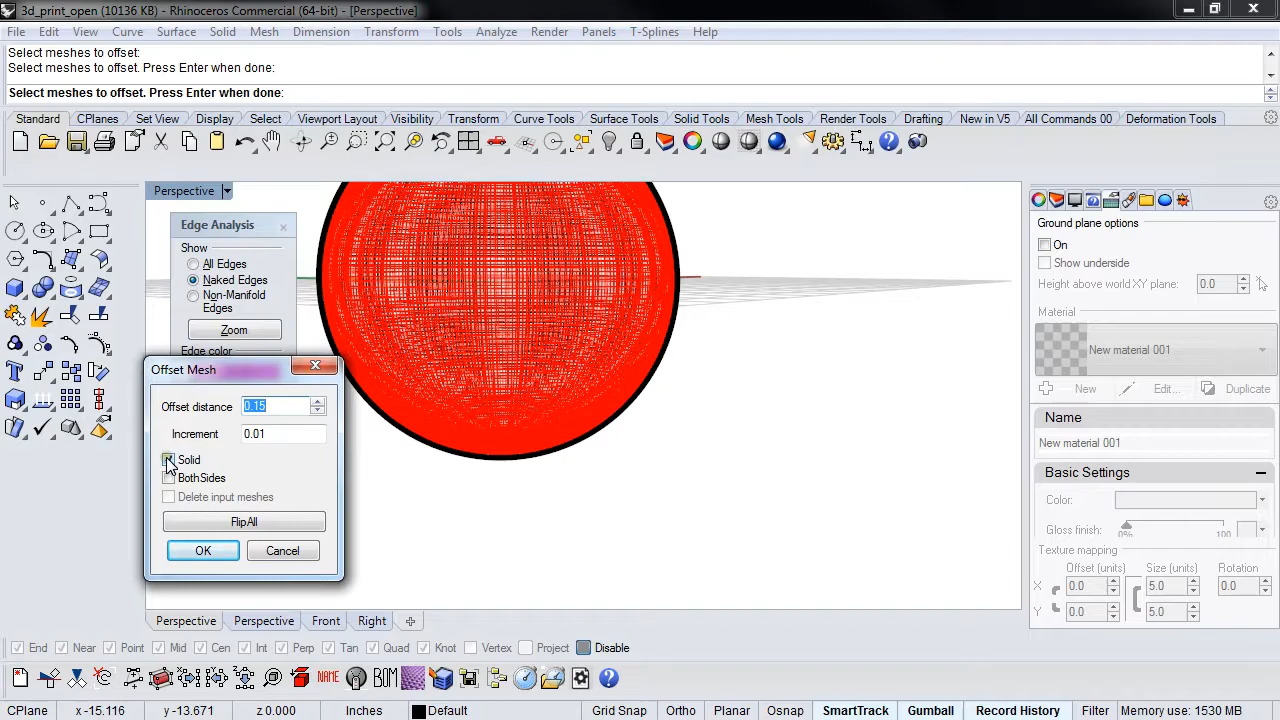 3d_print_open (10136 KB) - Rhinoceros Commercial (64-bit) - [Perspective]
File Edit View Curve Surface Solid Mesh Dimension Transform Tools Analyze Render Panels T-Splines Help
Select meshes to offset:
Select meshes to offset. Press Enter when done:
Select meshes to offset. Press Enter when done:
Standard CPlanes Set View Display Select Viewport Layout Visibility Transform Curve Tools Surface Tools Solid Tools Mesh Tools Render Tools Drafting New in V5 All Commands 00 Deformation Tools
Perspective
Edge Analysis
Show
All Edges
Edges
Non-Manifold
Edges
Zoom
Edge color
Offset Mesh
Offset distance
0.15
Increment 0.01
Solid
BothSides
Delete input meshes
FlipAll
OK Cancel
Ground plane options
On
Show underside
Height above world XY plane: 0.0
Material
New material 001
New Edit... Duplicate
Name
New material 001
Basic Settings
Color:
Gloss finish:
0% 100
Texture mapping
Offset (units) Size (units) Rotation
X 0.0 5.0 0.0
Y 0.0 5.0
Perspective Perspective Front Right
End Near Point Mid Cen Int Perp Tan Quad Knot Vertex Project Disable
NAME BOM
CPlane x -15.116 y -13.671 z 0.000 Inches Default Grid Snap Ortho Planar Osnap SmartTrack Gumball Record History Filter Memory use: 1530 MB